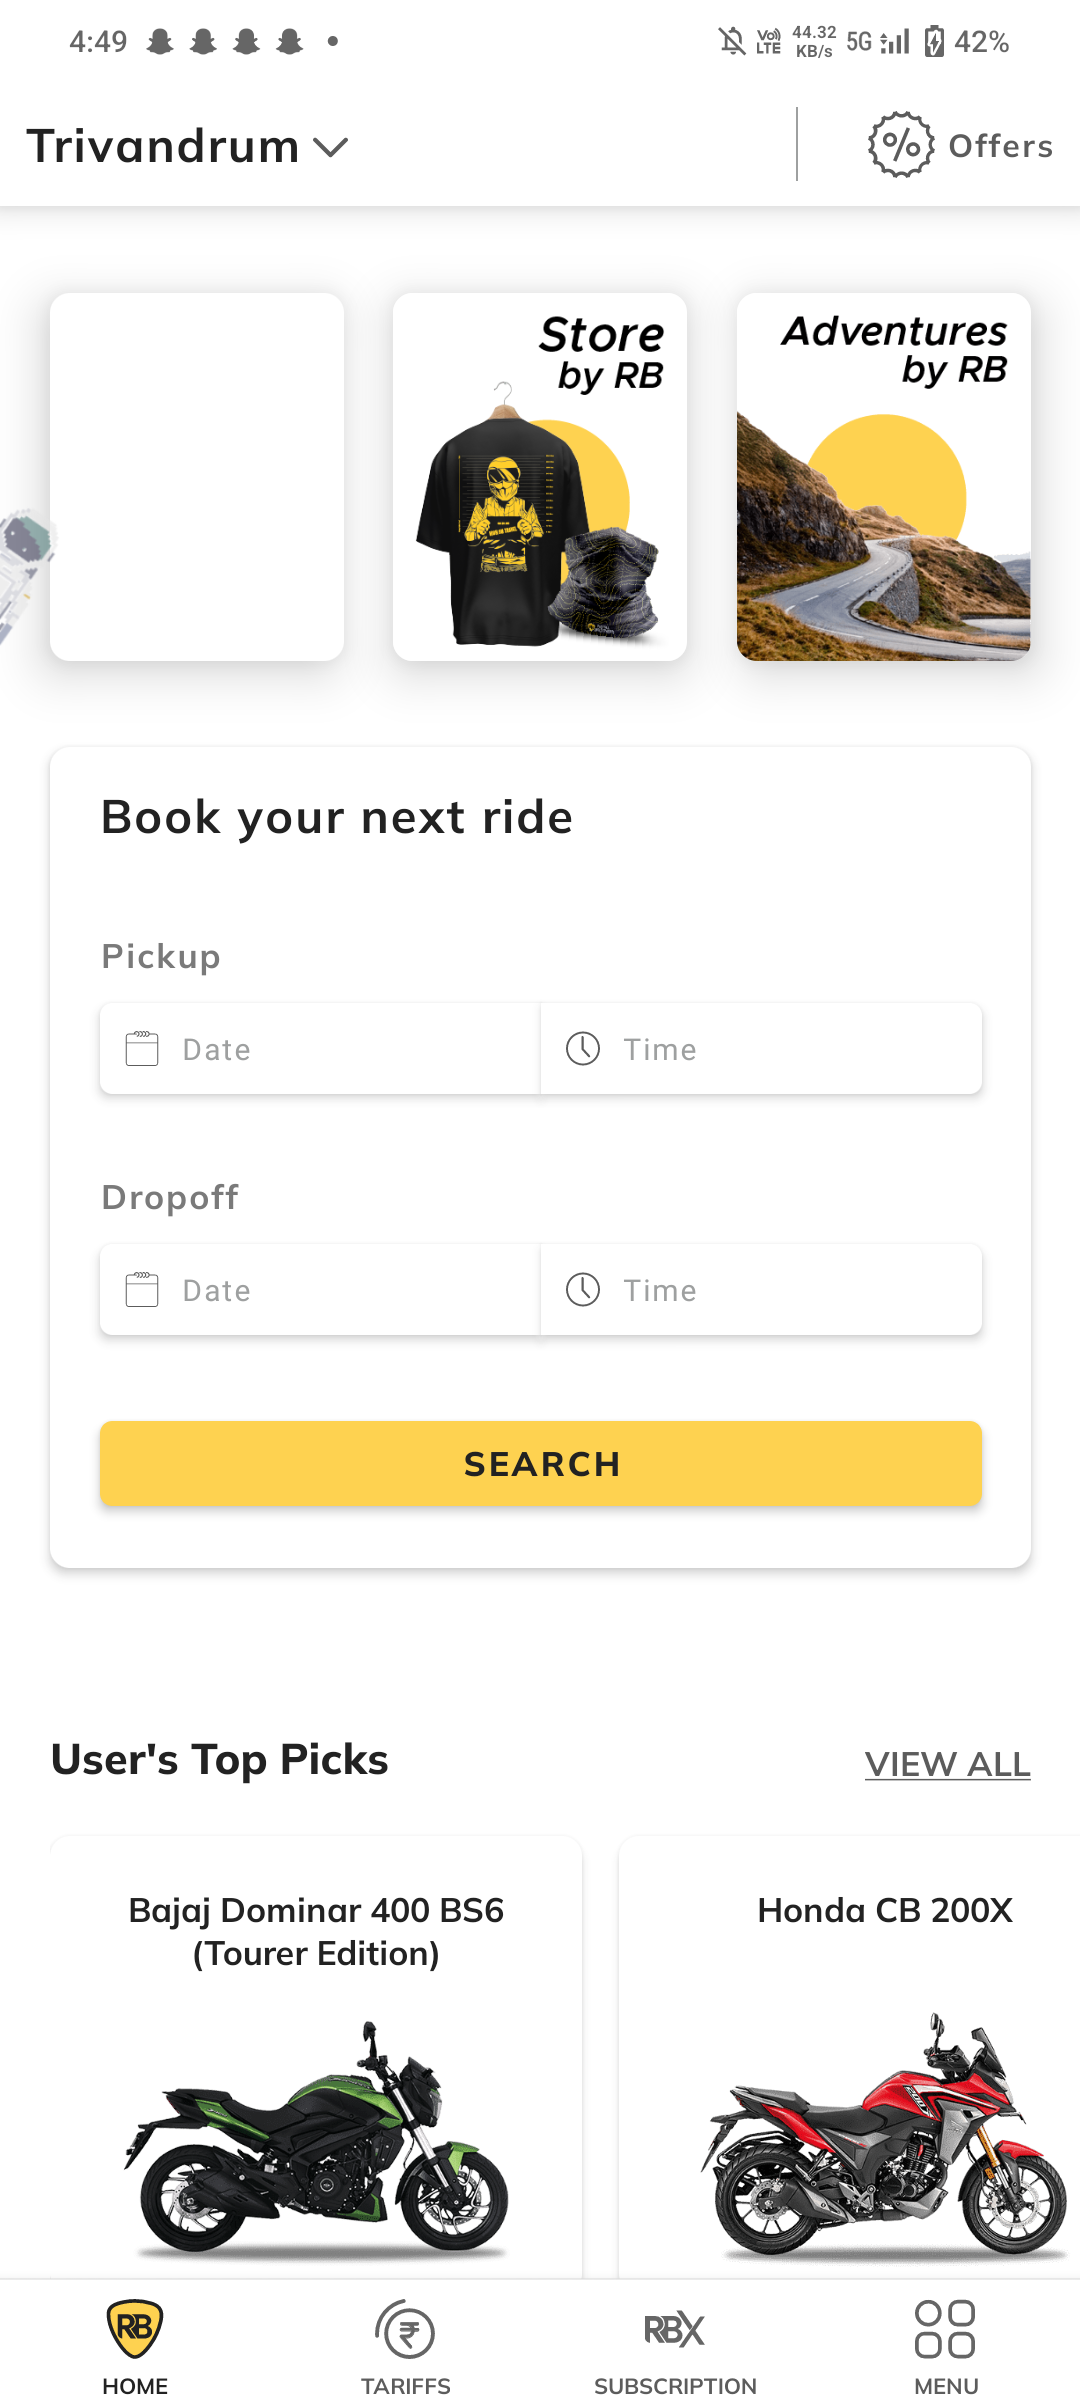 4:49
Vo)) LTE 44.32 KB/s 5G 42%
Trivandrum
Offers
Store
by RB
Adventures
by RB
Book your next ride
Pickup
Date
Time
Dropoff
Date
Time
SEARCH
User's Top Picks
VIEW ALL
Bajaj Dominar 400 BS6
(Tourer Edition)
Honda CB 200X
RB
RBX
HOME
TARIFFS
SUBSCRIPTION
MENU